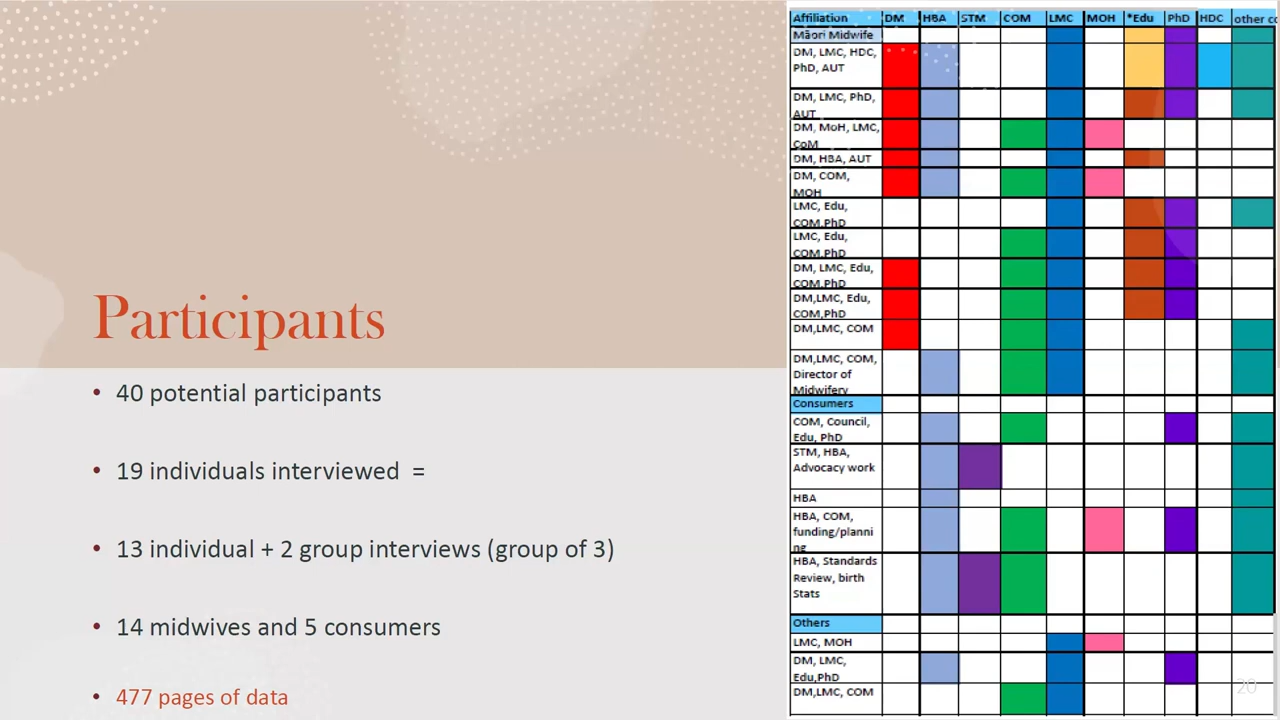 Participants
• 40 potential participants
• 19 individuals interviewed =
• 13 individual + 2 group interviews (group of 3)
• 14 midwives and 5 consumers
• 477 pages of data
Affiliation DM HBA STM COM LMC MOH *Edu PhD HDC other co
Māori Midwife
DM, LMC, HDC,
PhD, AUT
DM, LMC, PhD,
AUT
DM, MoH, LMC,
CoM
DM, HBA, AUT
DM, COM,
MOH
LMC, Edu,
COM,PhD
LMC, Edu,
COM,PhD
DM, LMC, Edu,
COM,PhD
DM,LMC, Edu,
COM,PhD
DM,LMC, COM
DM,LMC, COM,
Director of
Midwifery
Consumers
COM, Council,
Edu, PhD
STM, HBA,
Advocacy work
HBA
HBA, COM,
funding/planni
ng
HBA, Standards
Review, birth
Stats
Others
LMC, MOH
DM, LMC,
Edu,PhD
DM,LMC, COM
20